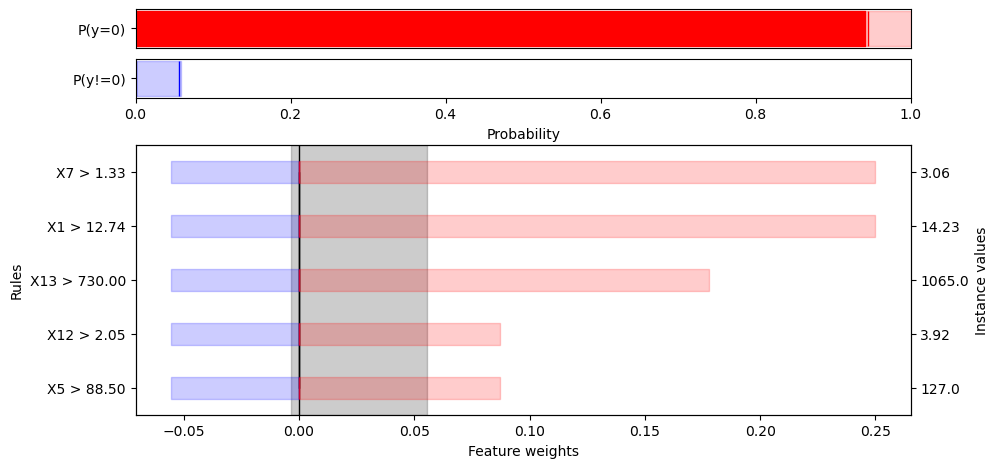 P(y=0)
P(y!=0)
0.0 0.2 0.4 0.6 0.8 1.0
Probability
X7 > 1.33 3.06
X1 > 12.74 14.23
X13 > 730.00 1065.0
X12 > 2.05 3.92
X5 > 88.50 127.0
Rules
Instance values
−0.05 0.00 0.05 0.10 0.15 0.20 0.25
Feature weights